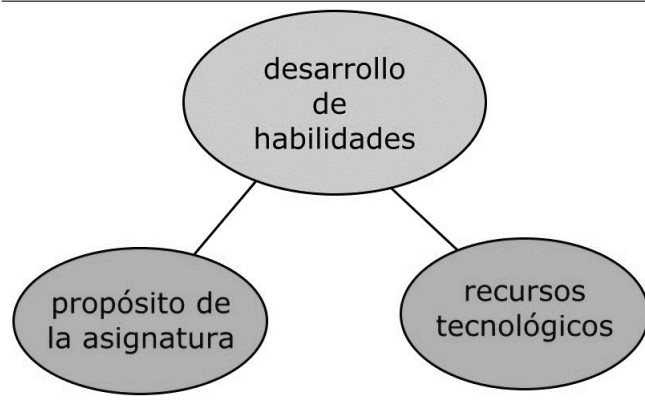 desarrollo
de
habilidades
propósito de
la asignatura
recursos
tecnológicos